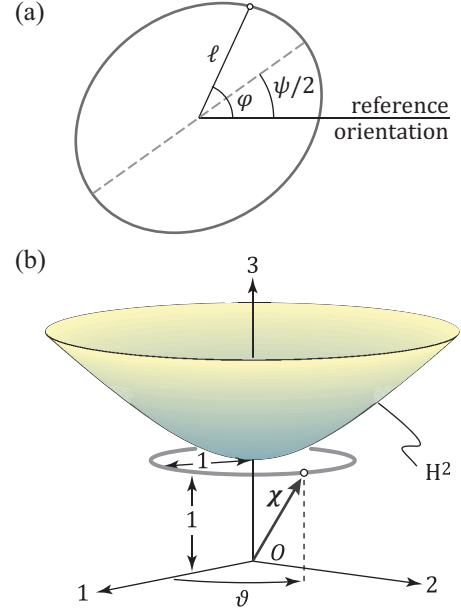 (a)
ℓ
ψ/2
φ
reference
orientation
(b)
3
1
H²
χ
1
O
1
ϑ
2